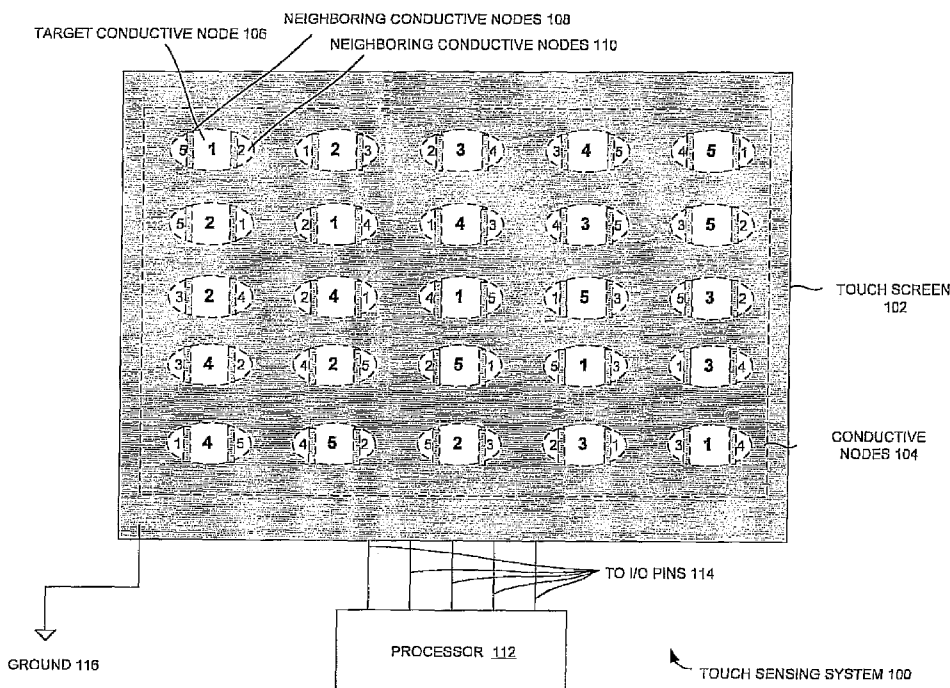 NEIGHBORING CONDUCTIVE NODES 108
TARGET CONDUCTIVE NODE 106
NEIGHBORING CONDUCTIVE NODES 110
5 1 2 1 2 3 2 3 4 3 4 5 4 5 1
5 2 1 2 1 4 1 4 3 4 3 5 3 5 2
3 2 4 2 4 1 4 1 5 1 5 3 5 3 2
3 4 2 4 2 5 2 5 1 5 1 3 1 3 4
1 4 5 4 5 2 5 2 3 2 3 1 3 1 4
TOUCH SCREEN
102
CONDUCTIVE
NODES 104
TO I/O PINS 114
PROCESSOR 112
GROUND 116
TOUCH SENSING SYSTEM 100